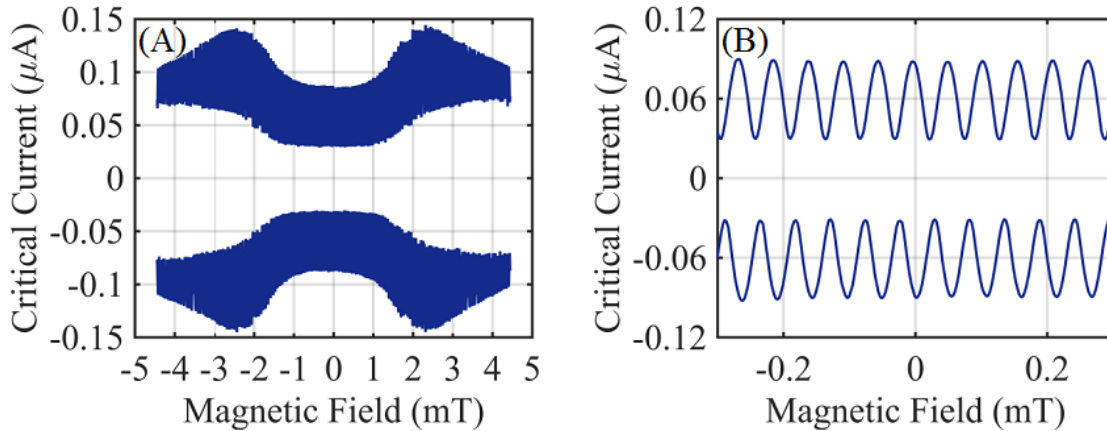 (A)
Critical Current (μA)
0.15
0.1
0.05
0
-0.05
-0.1
0.15
-5 -4 -3 -2 -1 0 1 2 3 4 5
Magnetic Field (mT)
(B)
Critical Current (μA)
0.12
0.06
0
-0.06
-0.12
-0.2 0 0.2
Magnetic Field (mT)